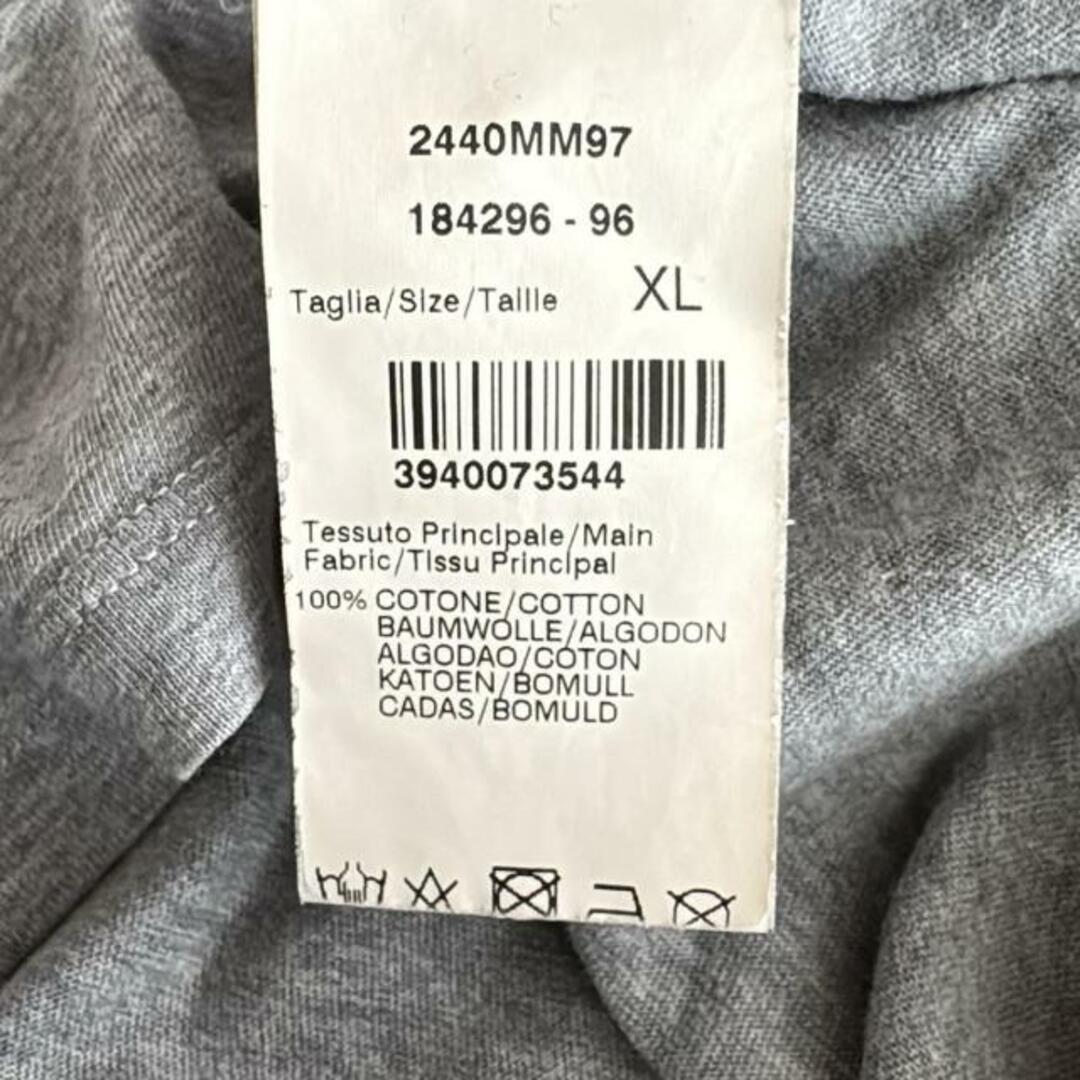 2440MM97
184296 - 96
Taglia/Size/Taille XL
3940073544
Tessuto Principale/Main
Fabric/Tissu Principal
100% COTONE/COTTON
BAUMWOLLE/ALGODON
ALGODAO/COTON
KATOEN/BOMULL
CADAS/BOMULD